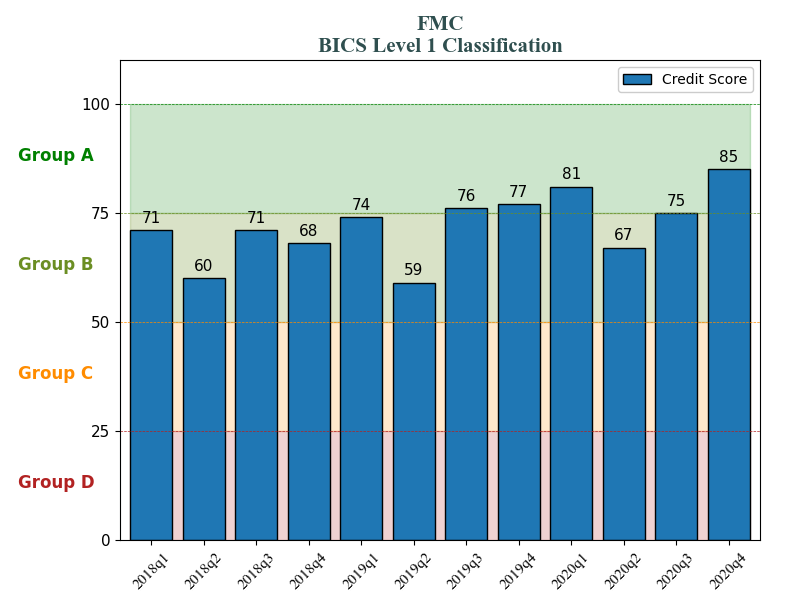 FMC
BICS Level 1 Classification
Credit Score
100
Group A
75
Group B
50
Group C
25
Group D
0
71
60
71
68
74
59
76
77
81
67
75
85
2018q1
2018q2
2018q3
2018q4
2019q1
2019q2
2019q3
2019q4
2020q1
2020q2
2020q3
2020q4